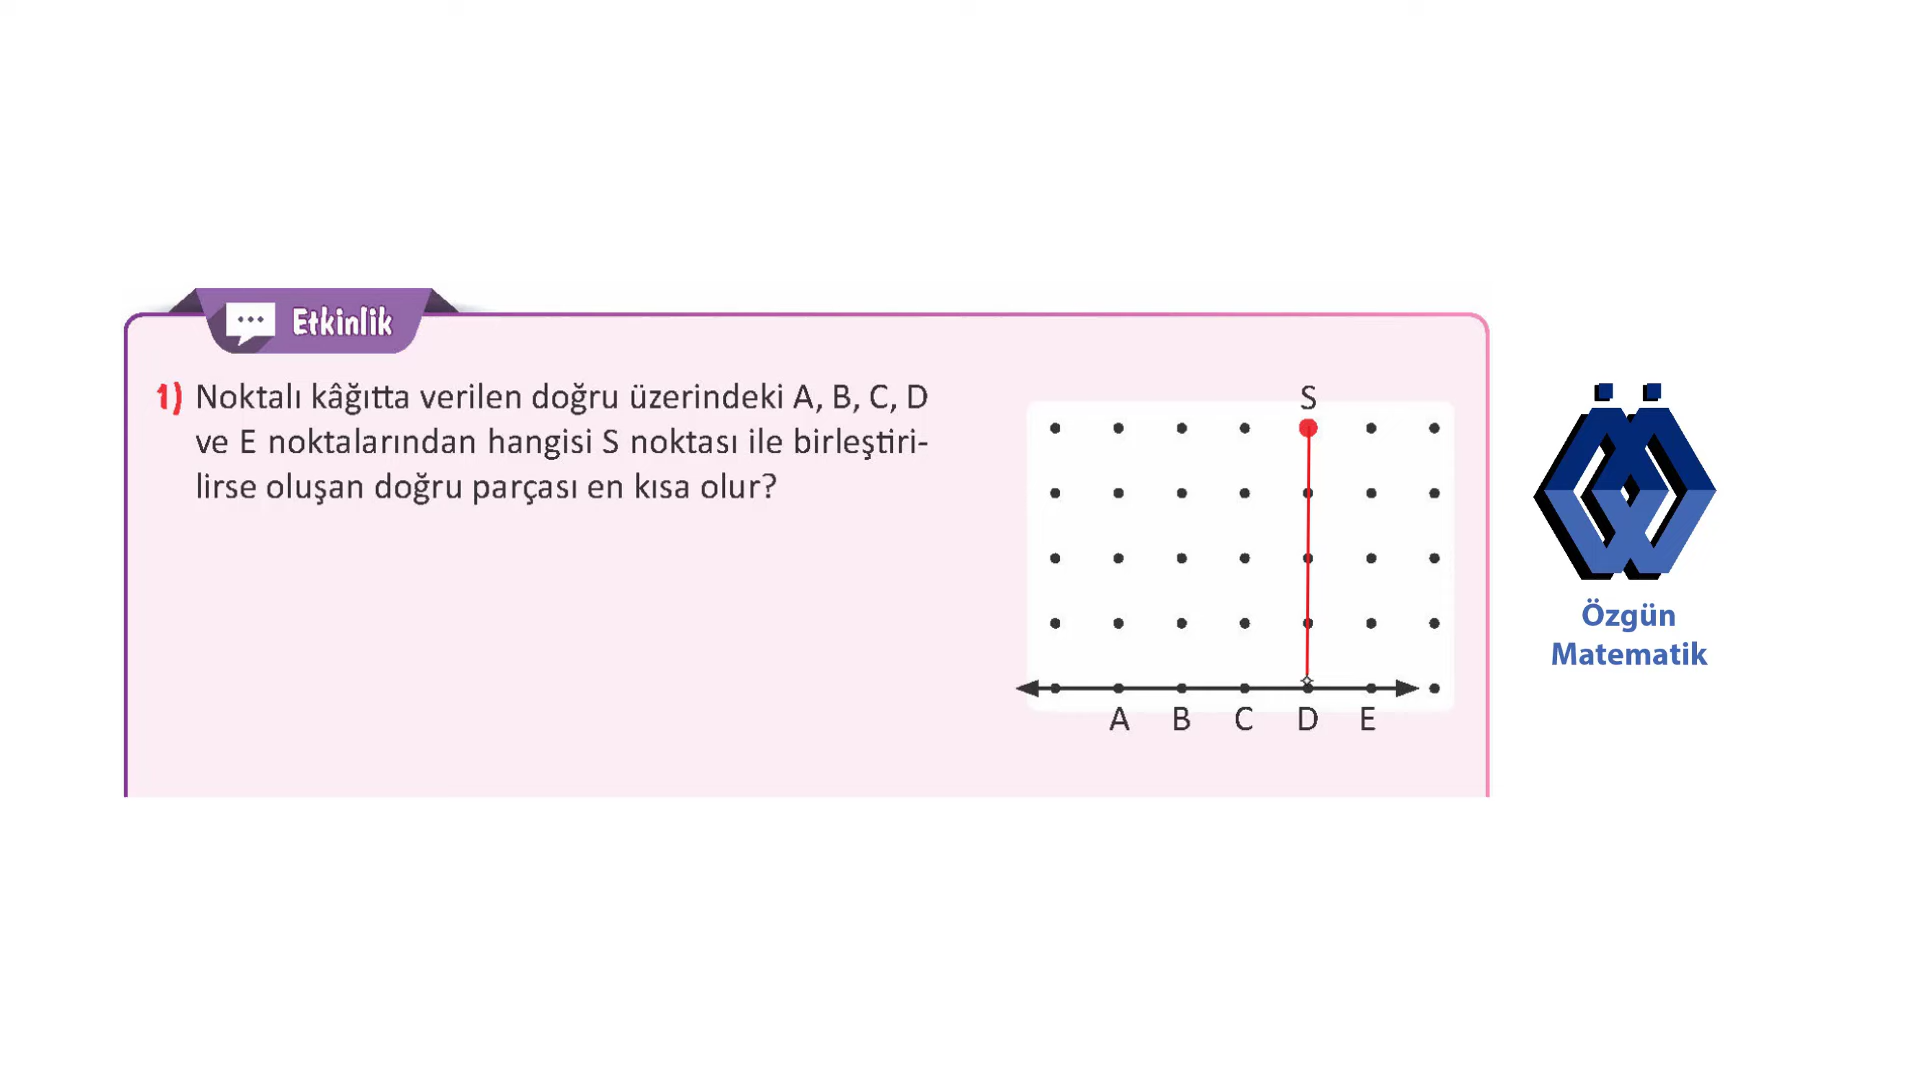 Etkinlik
1) Noktalı kâğıtta verilen doğru üzerindeki A, B, C, D
ve E noktalarından hangisi S noktası ile birleştiri-
lirse oluşan doğru parçası en kısa olur?
S
A B C D E
Özgün
Matematik